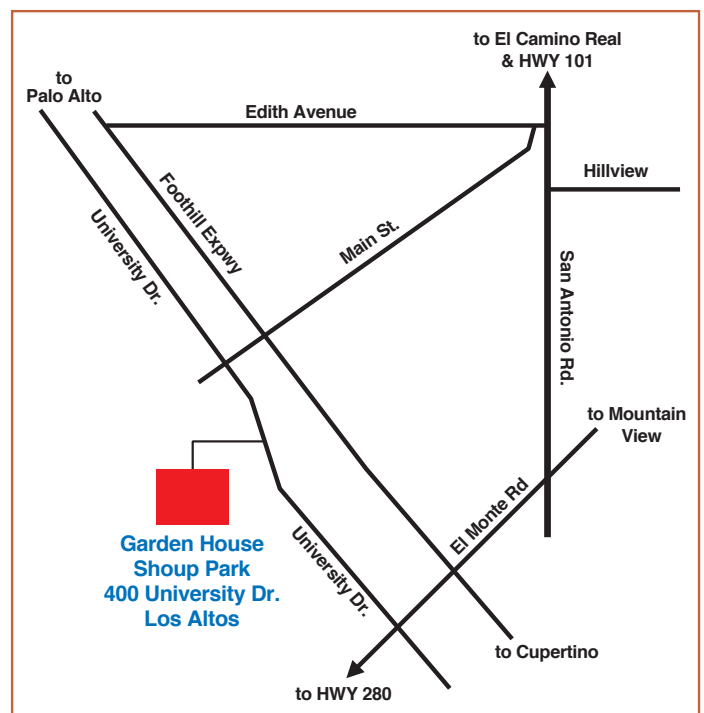 to El Camino Real
& HWY 101
to
Palo Alto
Edith Avenue
Hillview
Foothill Expwy
University Dr.
Main St.
San Antonio Rd.
to Mountain
View
El Monte Rd
Garden House
Shoup Park
400 University Dr.
Los Altos
University Dr.
to Cupertino
to HWY 280